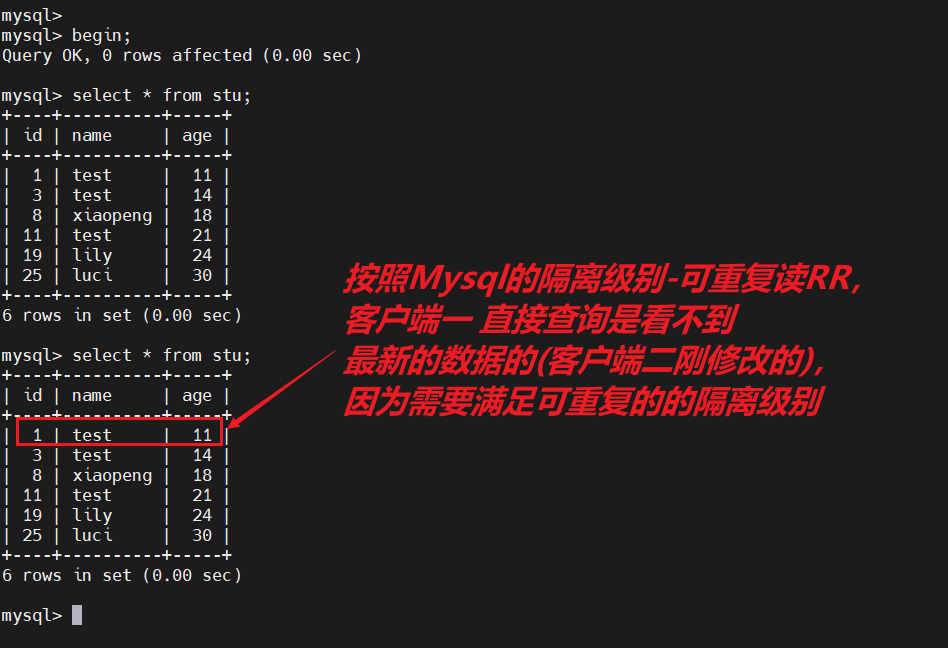 mysql>
mysql> begin;
Query OK, 0 rows affected (0.00 sec)
mysql> select * from stu;
+----+----------+-----+
| id | name     | age |
+----+----------+-----+
|  1 | test     |  11 |
|  3 | test     |  14 |
|  8 | xiaopeng |  18 |
| 11 | test     |  21 |
| 19 | lily     |  24 |
| 25 | luci     |  30 |
+----+----------+-----+
6 rows in set (0.00 sec)
mysql> select * from stu;
+----+----------+-----+
| id | name     | age |
+----+----------+-----+
|  1 | test     |  11 |
|  3 | test     |  14 |
|  8 | xiaopeng |  18 |
| 11 | test     |  21 |
| 19 | lily     |  24 |
| 25 | luci     |  30 |
+----+----------+-----+
6 rows in set (0.00 sec)
mysql>
按照Mysql的隔离级别-可重复读RR,
客户端一 直接查询是看不到
最新的数据的(客户端二刚修改的),
因为需要满足可重复的的隔离级别